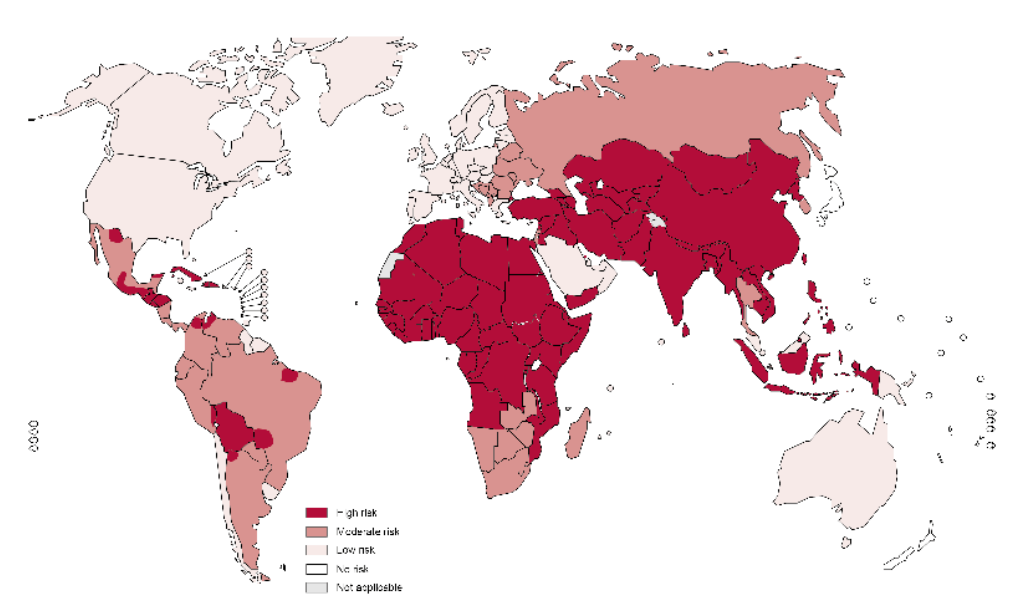 High risk
Moderate risk
Low risk
No risk
Not applicable